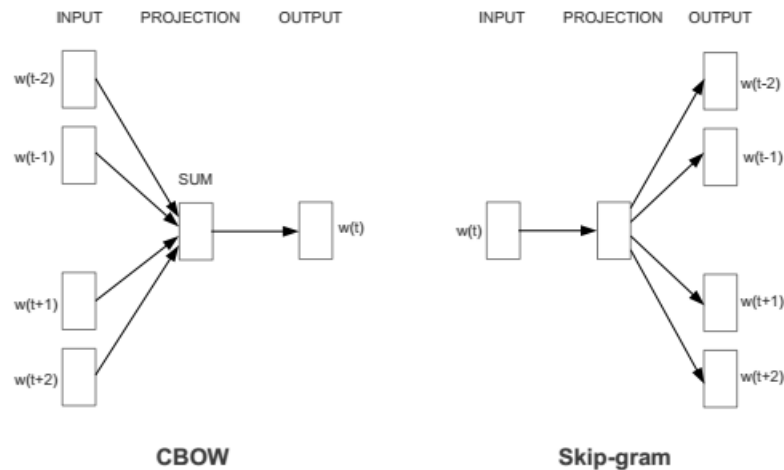 INPUT PROJECTION OUTPUT
w(t-2)
w(t-1)
SUM
w(t)
w(t+1)
w(t+2)
CBOW
INPUT PROJECTION OUTPUT
w(t-2)
w(t-1)
w(t)
w(t+1)
w(t+2)
Skip-gram